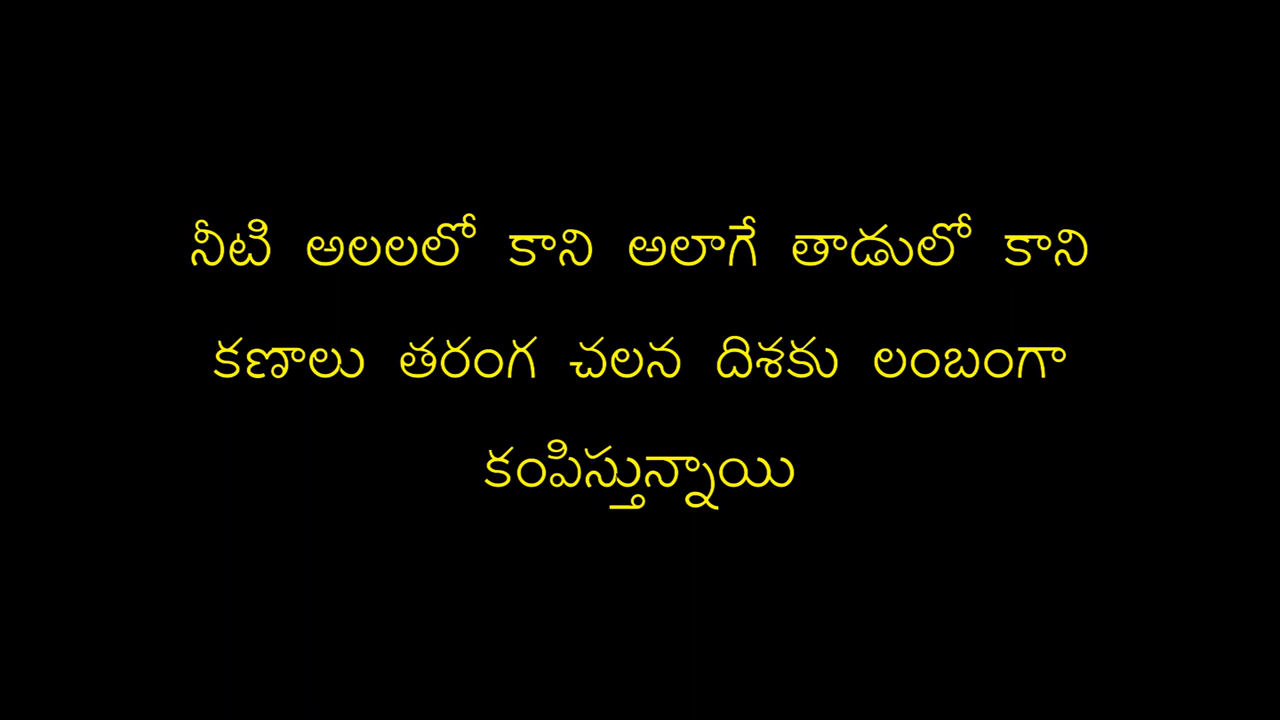 నీటి అలలలో కాని అలాగే తాడులో కాని
కణాలు తరంగ చలన దిశకు లంబంగా
కంపిస్తున్నాయి